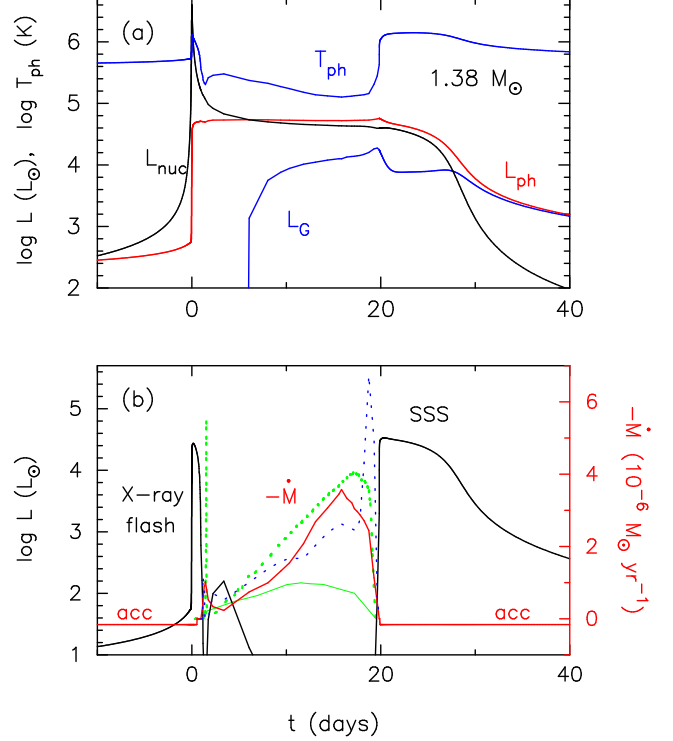 (a)
log L (L⊙), log T_ph (K)
6
5
4
3
2
T_ph
1.38 M⊙
L_nuc
L_ph
L_G
0
20
40
(b)
SSS
log L (L⊙)
5
4
3
2
1
X-ray
flash
-Ṁ
acc
acc
6
4
2
0
-Ṁ (10^-6 M⊙ yr^-1)
0
20
40
t (days)